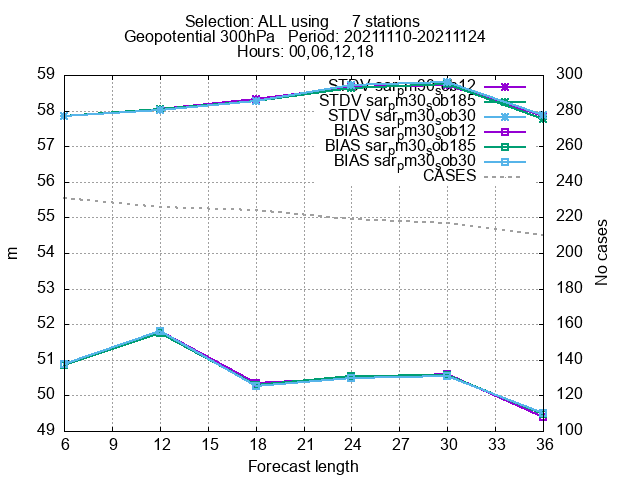 Selection: ALL using 7 stations
Geopotential 300hPa Period: 20211110-20211124
Hours: 00,06,12,18
59 300
58 280
57 260
56 240
55 220
54 200
53 180
52 160
51 140
50 120
49 100
STDV sar_pm30_sob12
STDV sar_pm30_sob185
STDV sar_pm30_sob30
BIAS sar_pm30_sob12
BIAS sar_pm30_sob185
BIAS sar_pm30_sob30
CASES
m
No cases
6 9 12 15 18 21 24 27 30 33 36
Forecast length